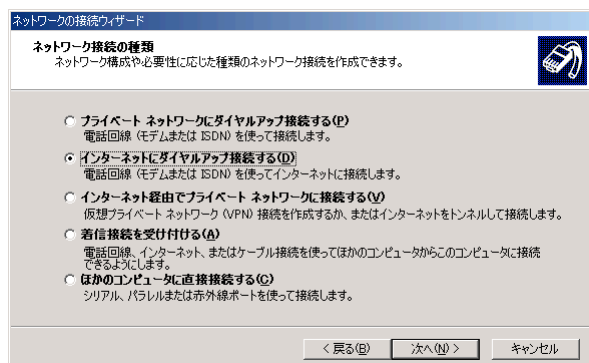 ネットワークの接続ウィザード
ネットワーク接続の種類
ネットワーク構成や必要性に応じた種類のネットワーク接続を作成できます。
プライベート ネットワークにダイヤルアップ接続する(P)
電話回線 (モデムまたは ISDN) を使って接続します。
インターネットにダイヤルアップ接続する(D)
電話回線 (モデムまたは ISDN) を使ってインターネットに接続します。
インターネット経由でプライベート ネットワークに接続する(V)
仮想プライベート ネットワーク (VPN) 接続を作成するか、またはインターネットをトンネルして接続します。
着信接続を受け付ける(A)
電話回線、インターネット、またはケーブル接続を使ってほかのコンピュータからこのコンピュータに接続
できるようにします。
ほかのコンピュータに直接接続する(C)
シリアル、パラレルまたは赤外線ポートを使って接続します。
< 戻る(B)
次へ(N) >
キャンセル